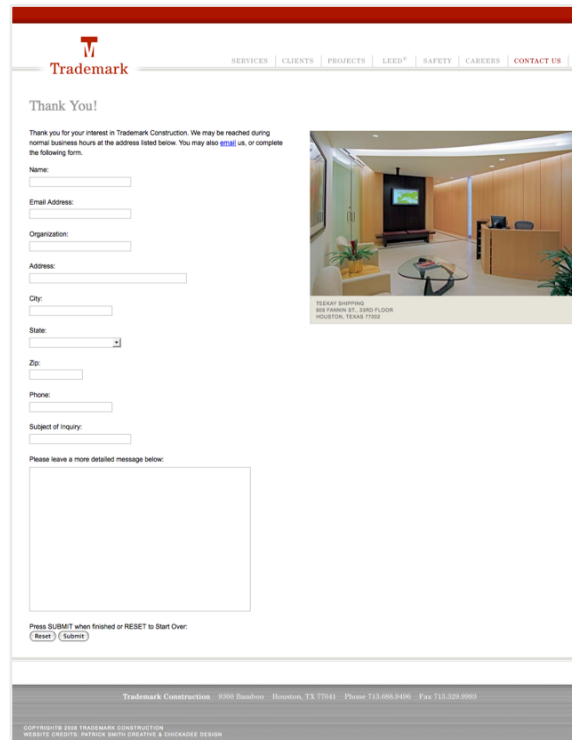 Trademark
SERVICES
CLIENTS
PROJECTS
LEED®
SAFETY
CAREERS
CONTACT US
Thank You!
Thank you for your interest in Trademark Construction. We may be reached during
normal business hours at the address listed below. You may also email us, or complete
the following form.
Name:
Email Address:
Organization:
Address:
City:
State:
Zip:
Phone:
Subject of Inquiry:
Please leave a more detailed message below:
Press SUBMIT when finished or RESET to Start Over:
Reset Submit
TEEKAY SHIPPING
808 FANNIN ST., 33RD FLOOR
HOUSTON, TEXAS 77002
Trademark Construction 9300 Bamboo Houston, TX 77041 Phone 713.688.9496 Fax 713.329.9993
COPYRIGHT© 2008 TRADEMARK CONSTRUCTION
WEBSITE CREDITS: PATRICK SMITH CREATIVE & CHICKADEE DESIGN